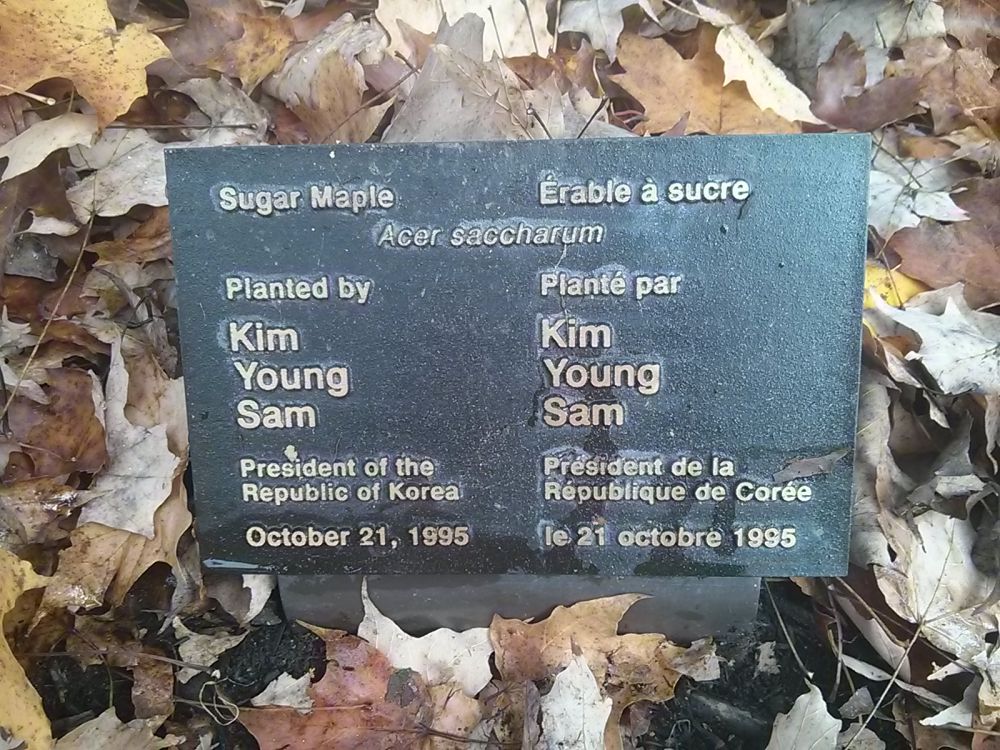 Sugar Maple
Érable à sucre
Acer saccharum
Planted by
Kim
Young
Sam
President of the
Republic of Korea
October 21, 1995
Planté par
Kim
Young
Sam
Président de la
République de Corée
le 21 octobre 1995